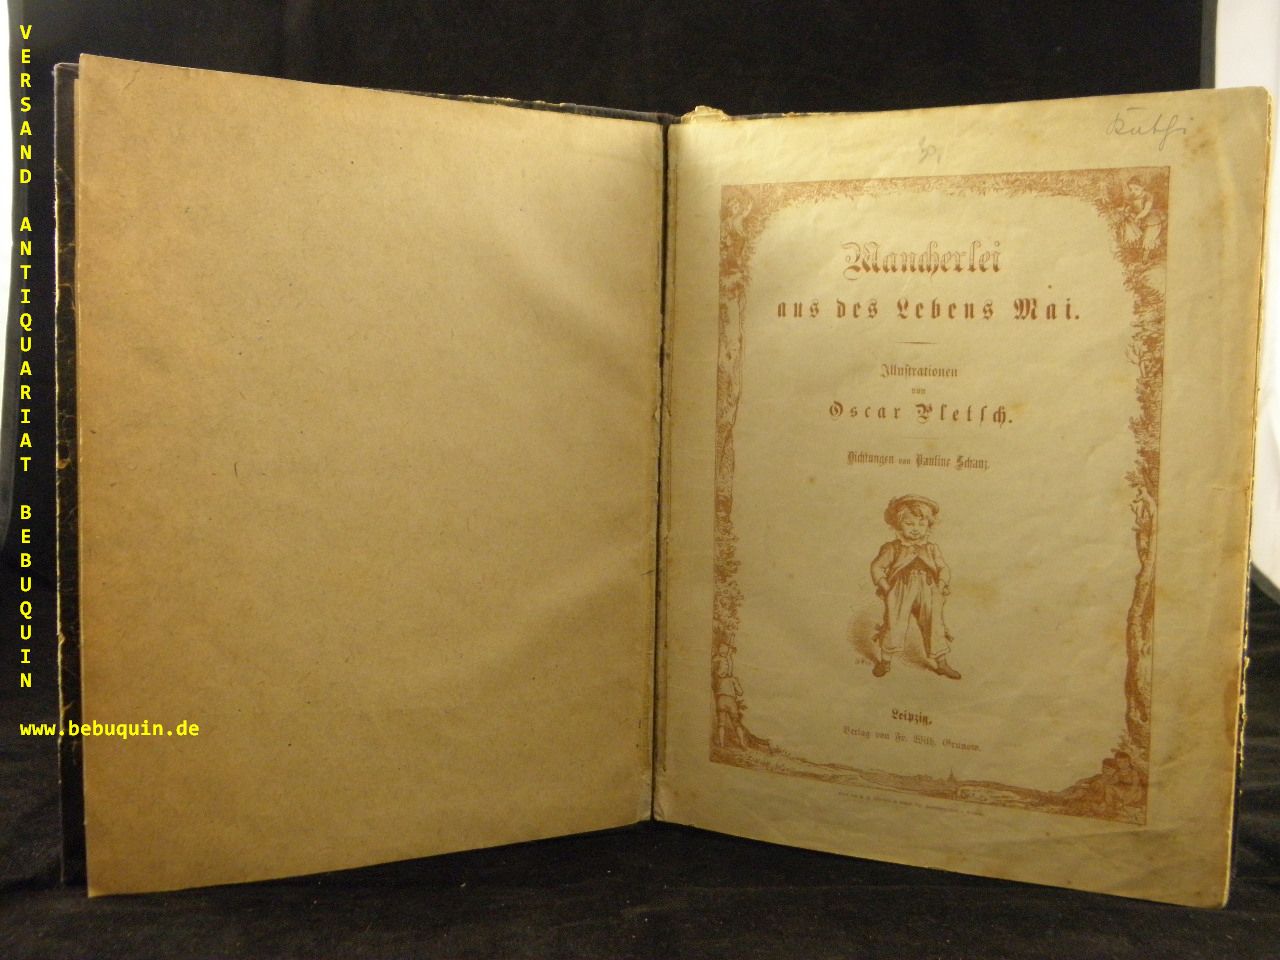 VERSAND ANTIQUARIAT BEBUQUIN
www.bebuquin.de
Käthi
Mancherlei
aus des Lebens Mai.
Illustrationen
von
Oscar Pletsch.
Dichtungen von Pauline Schanz.
Leipzig.
Verlag von Fr. Wilh. Grunow.